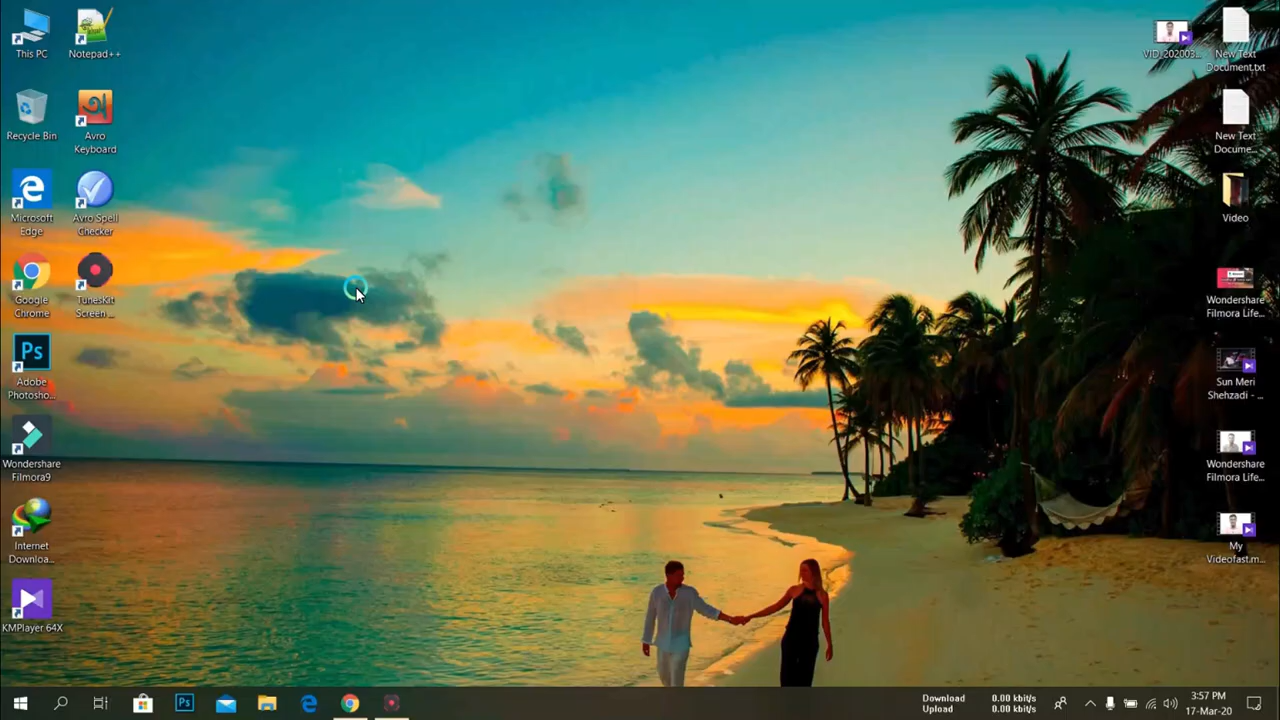 This PC
Notepad++
Recycle Bin
Avro
Keyboard
Microsoft
Edge
Avro Spell
Checker
Google
Chrome
TunesKit
Screen ...
Ps
Adobe
Photosho...
Wondershare
Filmora9
Internet
Downloa...
KMPlayer 64X
VID_202003...
New Text
Document.txt
New Text
Docume...
Video
Wondershare
Filmora Life...
Sun Meri
Shehzadi - ...
Wondershare
Filmora Life...
My
Videofast.m...
Ps
Download 0.00 kbit/s
Upload 0.00 kbit/s
3:57 PM
17-Mar-20